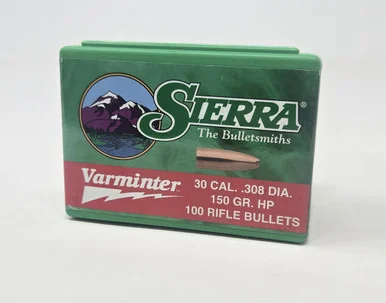 SIERRA®
The Bulletsmiths
Varminter
30 CAL. .308 DIA.
150 GR. HP
100 RIFLE BULLETS